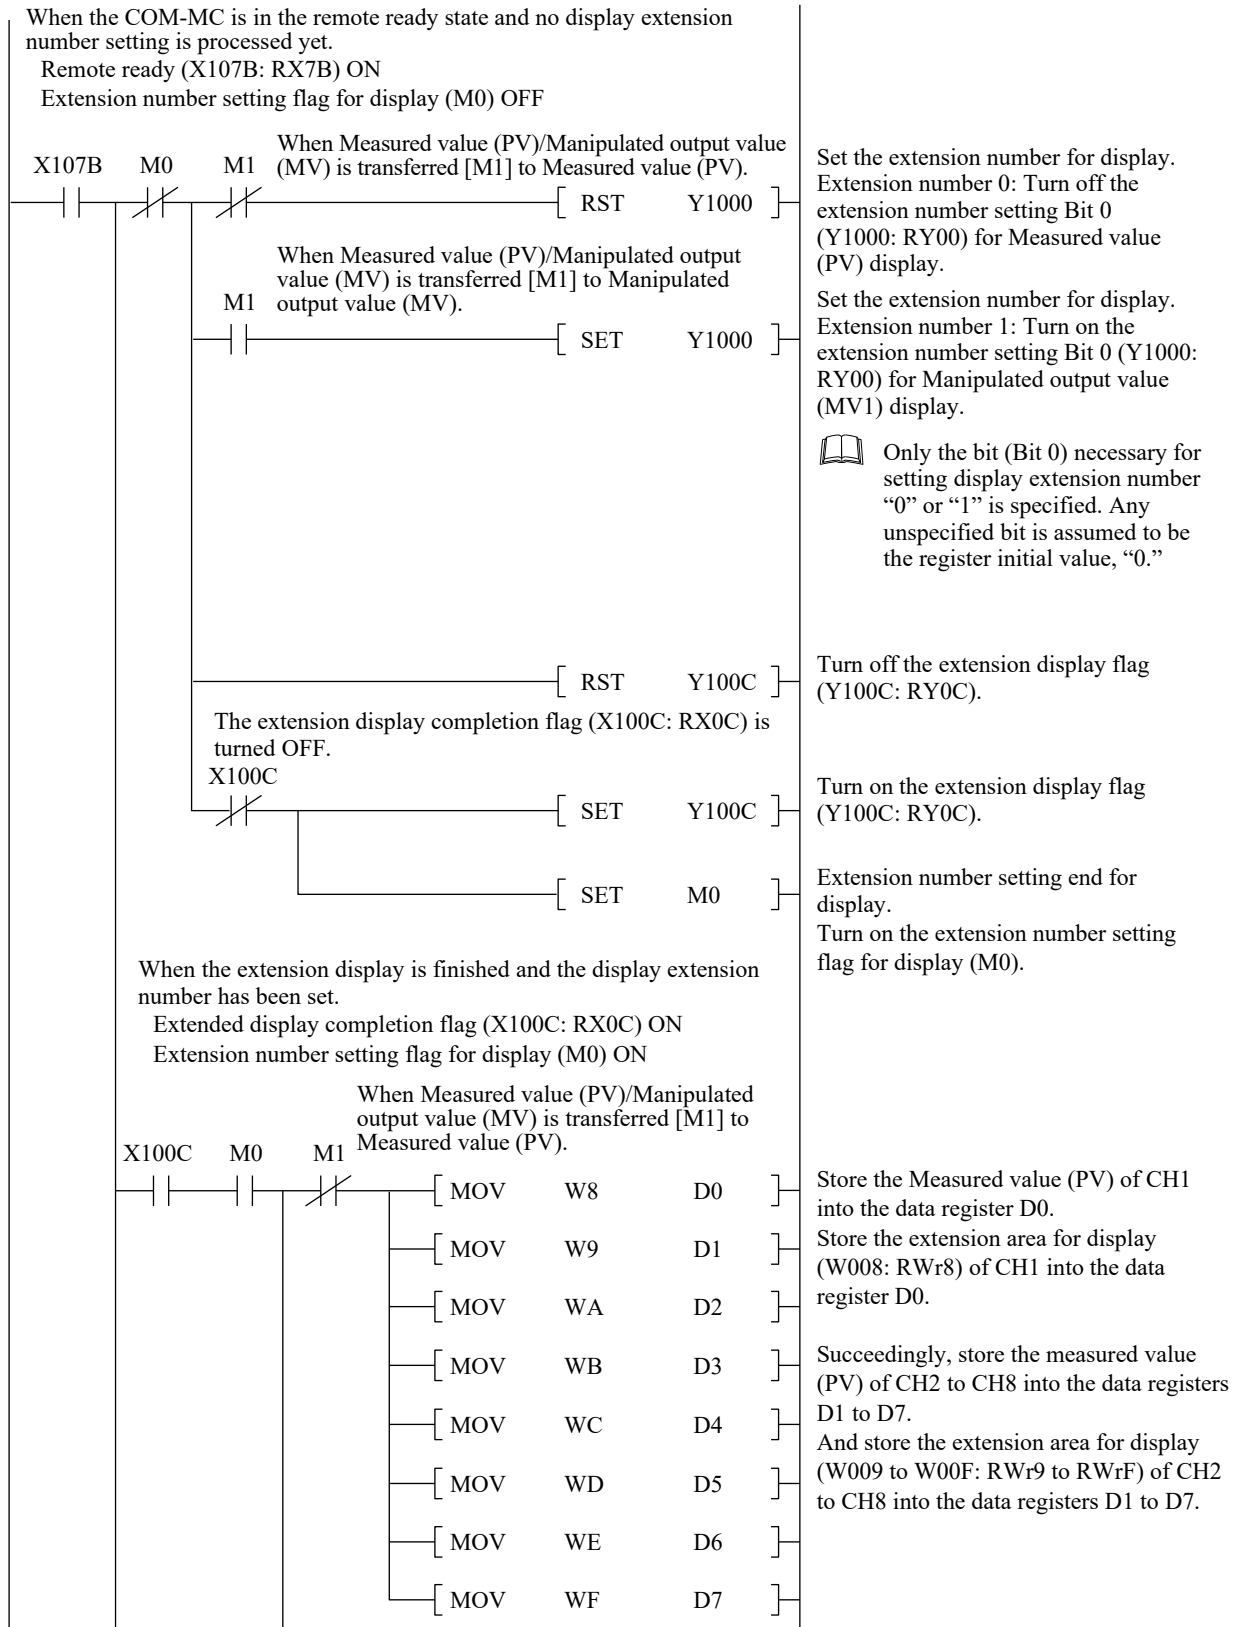 When the COM-MC is in the remote ready state and no display extension
number setting is processed yet.
Remote ready (X107B: RX7B) ON
Extension number setting flag for display (M0) OFF
When Measured value (PV)/Manipulated output value
(MV) is transferred [M1] to Measured value (PV).
X107B M0 M1
RST Y1000
Set the extension number for display.
Extension number 0: Turn off the
extension number setting Bit 0
(Y1000: RY00) for Measured value
(PV) display.
When Measured value (PV)/Manipulated output
value (MV) is transferred [M1] to Manipulated
output value (MV).
M1
SET Y1000
Set the extension number for display.
Extension number 1: Turn on the
extension number setting Bit 0 (Y1000:
RY00) for Manipulated output value
(MV1) display.
Only the bit (Bit 0) necessary for
setting display extension number
“0” or “1” is specified. Any
unspecified bit is assumed to be
the register initial value, “0.”
RST Y100C
Turn off the extension display flag
(Y100C: RY0C).
The extension display completion flag (X100C: RX0C) is
turned OFF.
X100C
SET Y100C
Turn on the extension display flag
(Y100C: RY0C).
SET M0
Extension number setting end for
display.
Turn on the extension number setting
flag for display (M0).
When the extension display is finished and the display extension
number has been set.
Extended display completion flag (X100C: RX0C) ON
Extension number setting flag for display (M0) ON
When Measured value (PV)/Manipulated
output value (MV) is transferred [M1] to
Measured value (PV).
X100C M0 M1
MOV W8 D0
Store the Measured value (PV) of CH1
into the data register D0.
Store the extension area for display
(W008: RWr8) of CH1 into the data
register D0.
MOV W9 D1
MOV WA D2
MOV WB D3
Succeedingly, store the measured value
(PV) of CH2 to CH8 into the data registers
D1 to D7.
And store the extension area for display
(W009 to W00F: RWr9 to RWrF) of CH2
to CH8 into the data registers D1 to D7.
MOV WC D4
MOV WD D5
MOV WE D6
MOV WF D7